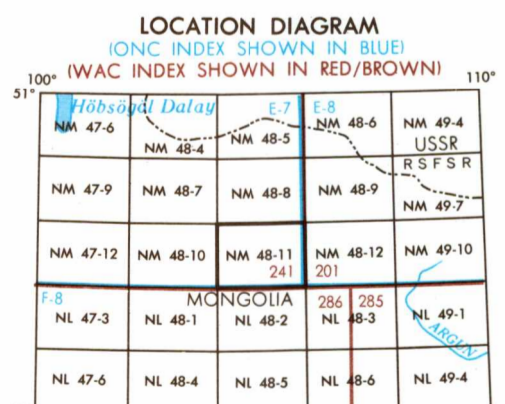 LOCATION DIAGRAM
(ONC INDEX SHOWN IN BLUE)
(WAC INDEX SHOWN IN RED/BROWN)
100° 110°
51°
Höbsögal Dalay E-7 E-8
NM 47-6 NM 48-4 NM 48-5 NM 48-6 NM 49-4
USSR
RSFSR
NM 47-9 NM 48-7 NM 48-8 NM 48-9 NM 49-7
NM 47-12 NM 48-10 NM 48-11 NM 48-12 NM 49-10
241 201
F-8 MONGOLIA 286 285
NL 47-3 NL 48-1 NL 48-2 NL 48-3 NL 49-1
ARGUN
NL 47-6 NL 48-4 NL 48-5 NL 48-6 NL 49-4